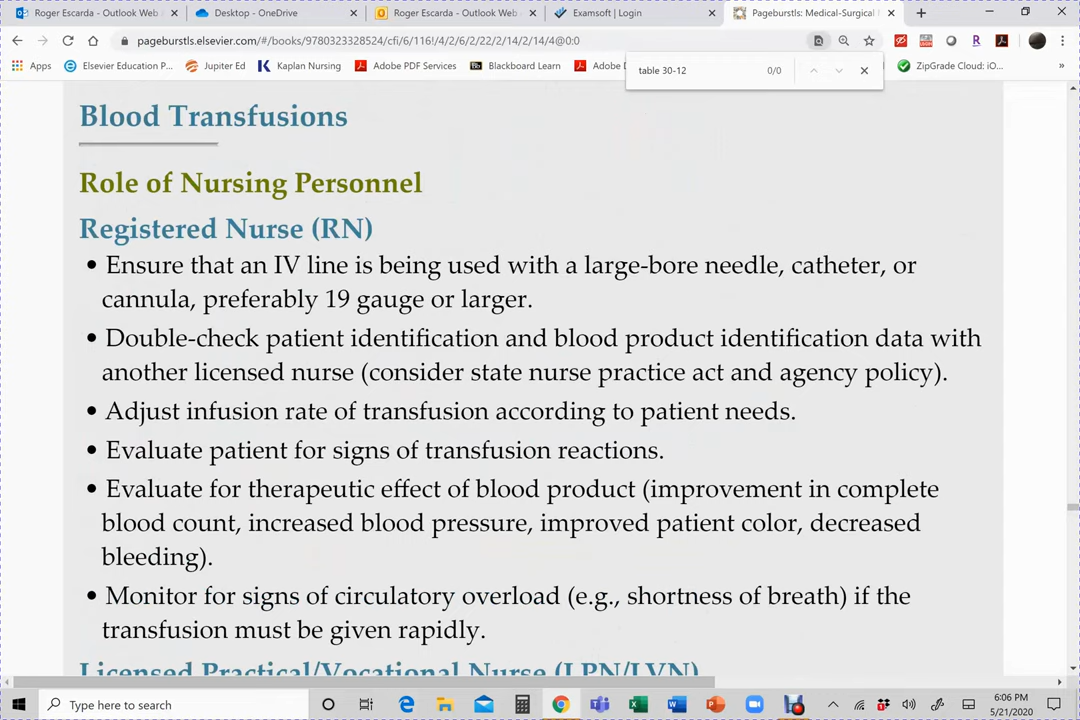 Roger Escarda - Outlook Web
Desktop - OneDrive
Roger Escarda - Outlook Web
Examsoft | Login
Pageburstls: Medical-Surgical
pageburstls.elsevier.com/#/books/9780323328524/cfi/6/116!/4/2/6/2/22/2/14/2/14/4@0:0
Apps
Elsevier Education P...
Jupiter Ed
Kaplan Nursing
Adobe PDF Services
Blackboard Learn
Adobe
table 30-12
0/0
ZipGrade Cloud: iO...
Blood Transfusions
Role of Nursing Personnel
Registered Nurse (RN)
• Ensure that an IV line is being used with a large-bore needle, catheter, or
cannula, preferably 19 gauge or larger.
• Double-check patient identification and blood product identification data with
another licensed nurse (consider state nurse practice act and agency policy).
• Adjust infusion rate of transfusion according to patient needs.
• Evaluate patient for signs of transfusion reactions.
• Evaluate for therapeutic effect of blood product (improvement in complete
blood count, increased blood pressure, improved patient color, decreased
bleeding).
• Monitor for signs of circulatory overload (e.g., shortness of breath) if the
transfusion must be given rapidly.
Licensed Practical/Vocational Nurse (LPN/LVN)
Type here to search
6:06 PM
5/21/2020